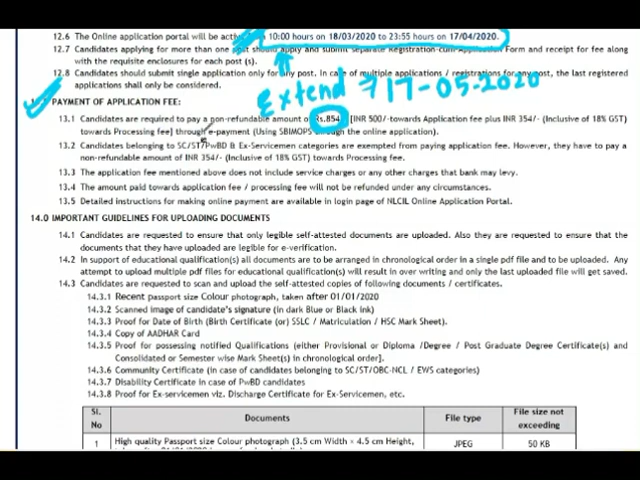 12.6 The Online application portal will be active 10:00 hours on 18/03/2020 to 23:55 hours on 17/04/2020.
12.7 Candidates applying for more than one post should apply and submit separate Registration-cum-Application Form and receipt for fee along
with the requisite enclosures for each post (s).
12.8 Candidates should submit single application only for any post. In case of multiple applications / registrations for any post, the last registered
applications shall only be considered.
Extend 17-05-2020
PAYMENT OF APPLICATION FEE:
13.1 Candidates are required to pay a non-refundable amount of Rs.854/- [INR 500/-towards Application fee plus INR 354/- (Inclusive of 18% GST)
towards Processing fee] through e-payment (Using SBIMOPS through the online application).
13.2 Candidates belonging to SC/ST/PwBD & Ex-Servicemen categories are exempted from paying application fee. However, they have to pay a
non-refundable amount of INR 354/- (Inclusive of 18% GST) towards Processing fee.
13.3 The application fee mentioned above does not include service charges or any other charges that bank may levy.
13.4 The amount paid towards application fee / processing fee will not be refunded under any circumstances.
13.5 Detailed instructions for making online payment are available in login page of NLCIL Online Application Portal.
14.0 IMPORTANT GUIDELINES FOR UPLOADING DOCUMENTS
14.1 Candidates are requested to ensure that only legible self-attested documents are uploaded. Also they are requested to ensure that the
documents that they have uploaded are legible for e-verification.
14.2 In support of educational qualification(s) all documents are to be arranged in chronological order in a single pdf file and to be uploaded. Any
attempt to upload multiple pdf files for educational qualification(s) will result in over writing and only the last uploaded file will get saved.
14.3 Candidates are requested to scan and upload the self-attested copies of following documents / certificates.
14.3.1 Recent passport size Colour photograph, taken after 01/01/2020
14.3.2 Scanned image of candidate's signature (in dark Blue or Black ink)
14.3.3 Proof for Date of Birth (Birth Certificate (or) SSLC / Matriculation / HSC Mark Sheet).
14.3.4 Copy of AADHAR Card
14.3.5 Proof for possessing notified Qualifications (either Provisional or Diploma /Degree / Post Graduate Degree Certificate(s) and
Consolidated or Semester wise Mark Sheet(s) in chronological order].
14.3.6 Community Certificate (in case of candidates belonging to SC/ST/OBC-NCL / EWS categories)
14.3.7 Disability Certificate in case of PwBD candidates
14.3.8 Proof for Ex-servicemen viz. Discharge Certificate for Ex-Servicemen, etc.
Sl. No Documents File type File size not exceeding
1 High quality Passport size Colour photograph (3.5 cm Width × 4.5 cm Height, JPEG 50 KB